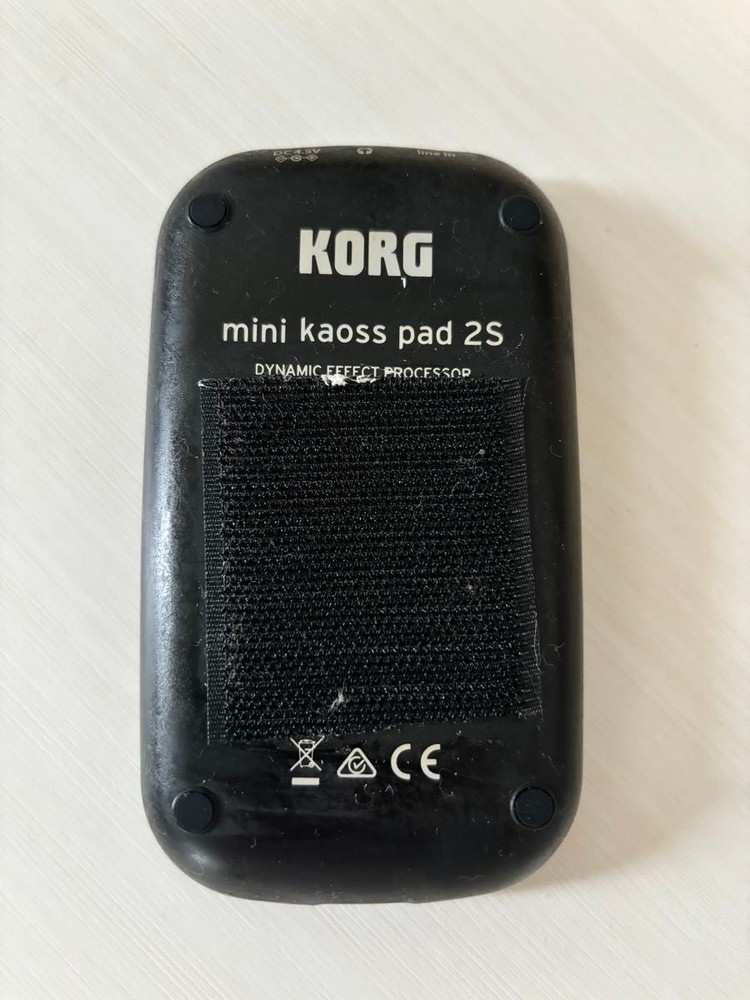 DC4.5V
line in
KORG
mini kaoss pad 2S
DYNAMIC EFFECT PROCESSOR
CE